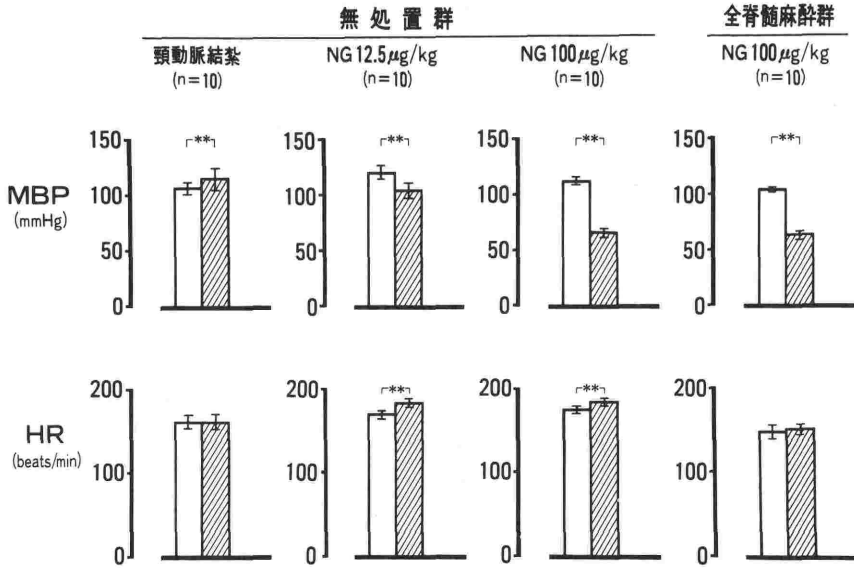 無処置群 全脊髄麻酔群
頸動脈結紮 NG 12.5μg/kg NG 100μg/kg NG 100μg/kg
(n=10) (n=10) (n=10) (n=10)
MBP
(mmHg)
150 ** 150 ** 150 ** 150 **
100 100 100 100
50 50 50 50
0 0 0 0
HR
(beats/min)
200 200 ** 200 ** 200
100 100 100 100
0 0 0 0